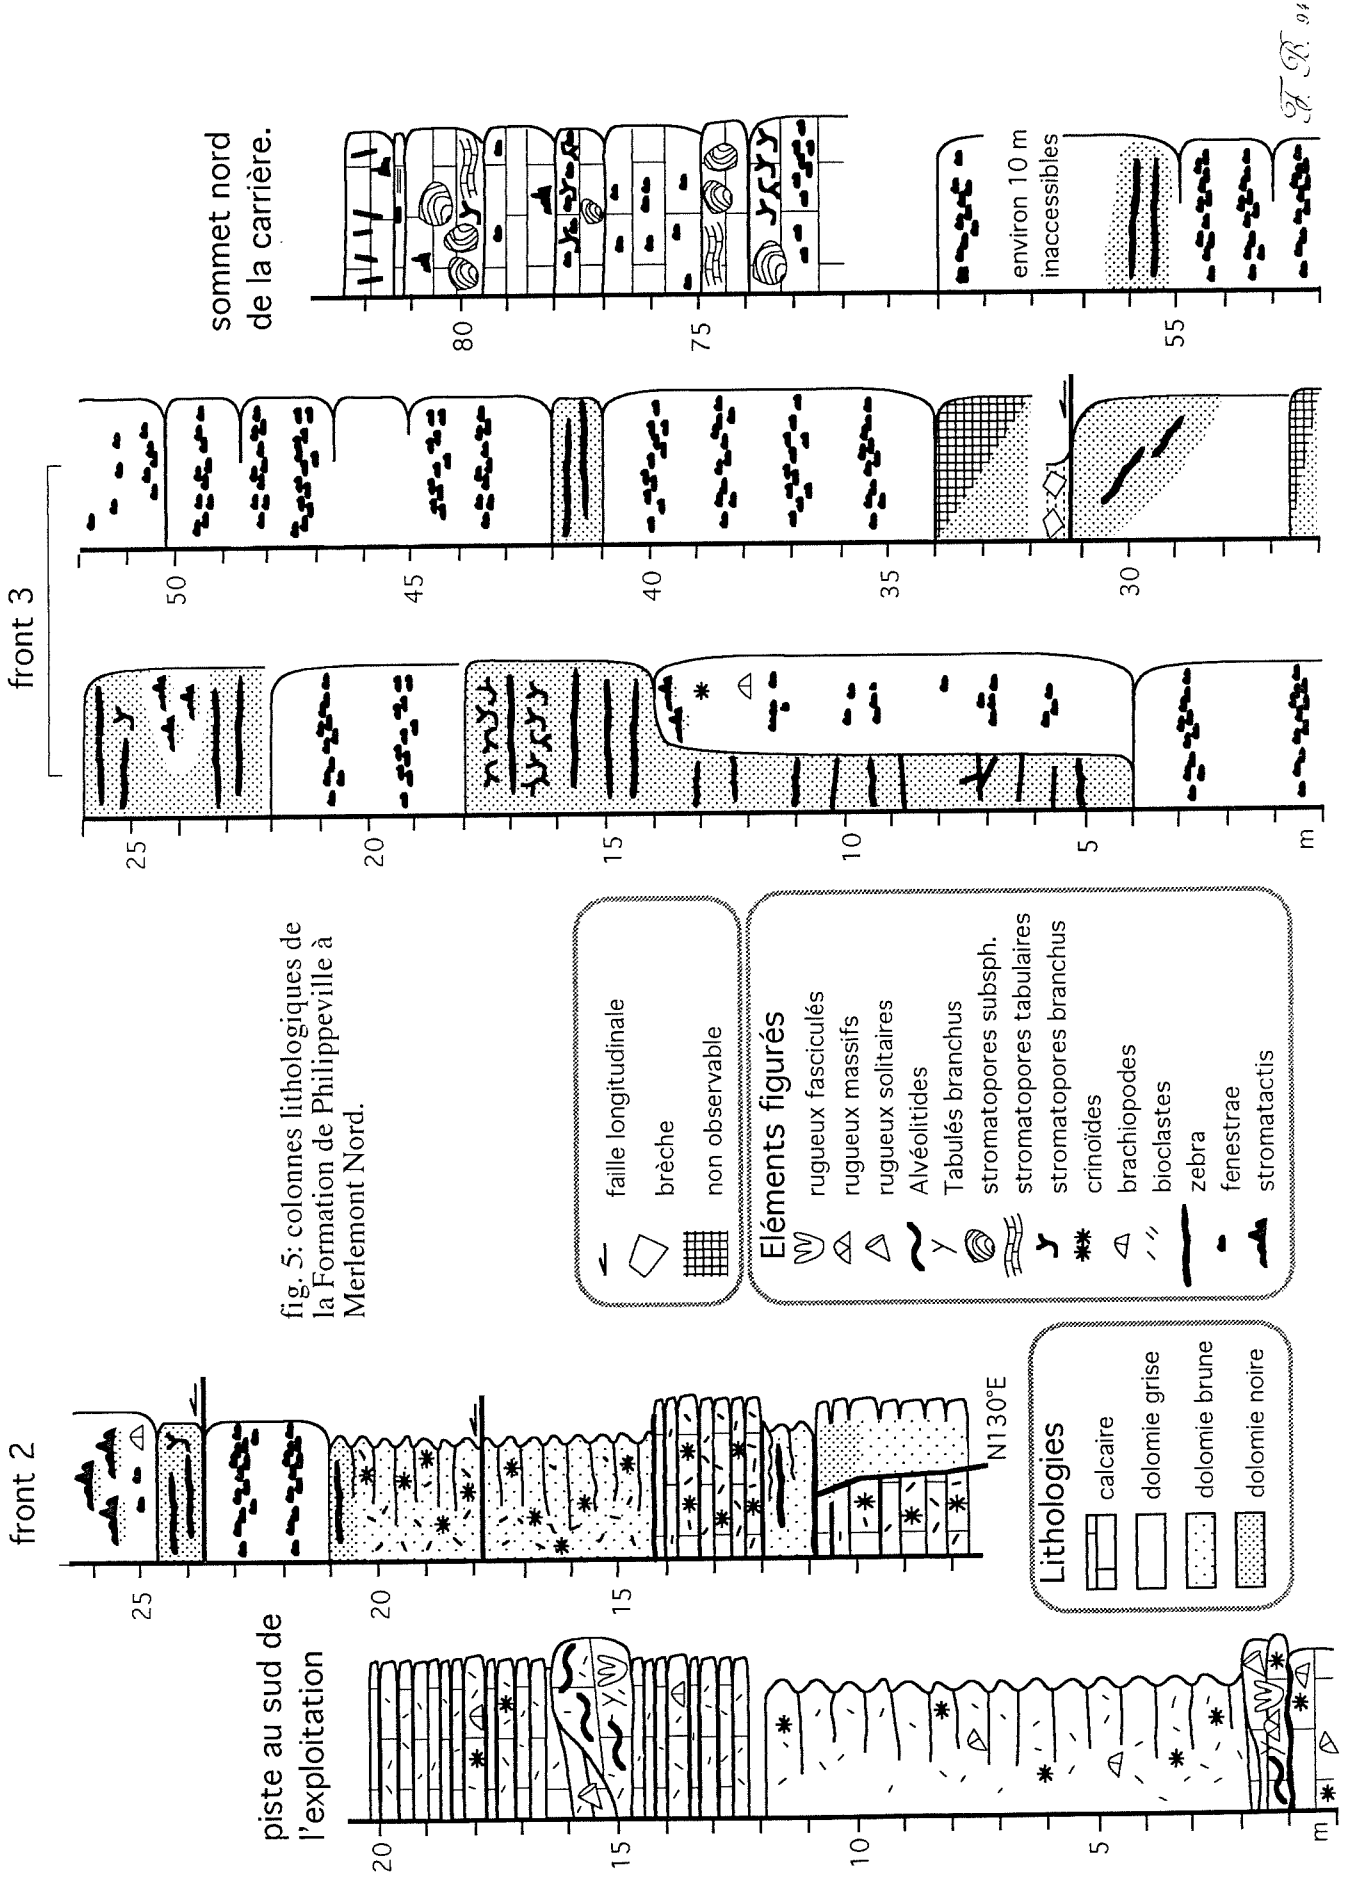 piste au sud de
l'exploitation
20
15
10
5
m
front 2
25
20
15
N130°E
Lithologies
calcaire
dolomie grise
dolomie brune
dolomie noire
fig. 5: colonnes lithologiques de
la Formation de Philippeville à
Merlemont Nord.
faille longitudinale
brèche
non observable
Eléments figurés
rugueux fasciculés
rugueux massifs
rugueux solitaires
Alvéolitides
Tabulés branchus
stromatopores subsph.
stromatopores tabulaires
stromatopores branchus
crinoïdes
brachiopodes
bioclastes
zebra
fenestrae
stromatactis
front 3
25
20
15
10
5
m
50
45
40
35
30
sommet nord
de la carrière.
80
75
environ 10 m
inaccessibles
55
F. B. 94